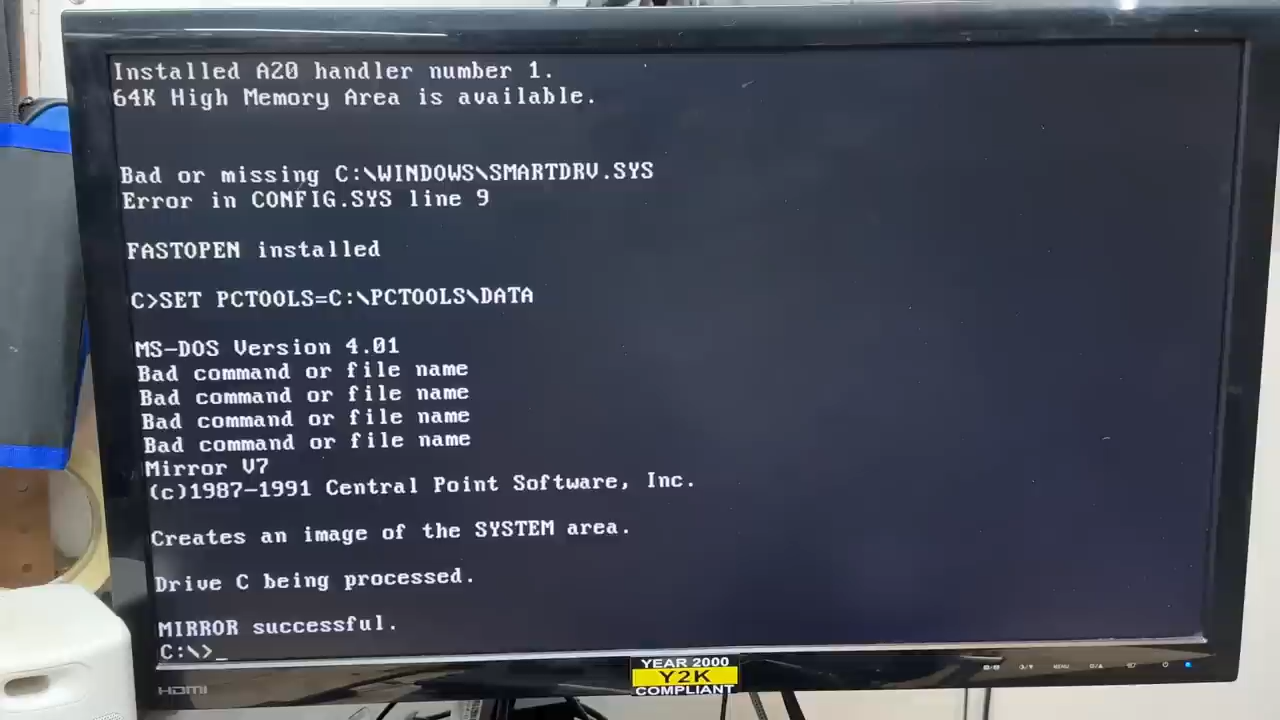 Installed A20 handler number 1.
64K High Memory Area is available.
Bad or missing C:\WINDOWS\SMARTDRV.SYS
Error in CONFIG.SYS line 9
FASTOPEN installed
C>SET PCTOOLS=C:\PCTOOLS\DATA
MS-DOS Version 4.01
Bad command or file name
Bad command or file name
Bad command or file name
Bad command or file name
Mirror V7
(c)1987-1991 Central Point Software, Inc.
Creates an image of the SYSTEM area.
Drive C being processed.
MIRROR successful.
C:\>_
HDMI
YEAR 2000
Y2K
COMPLIANT
MENU